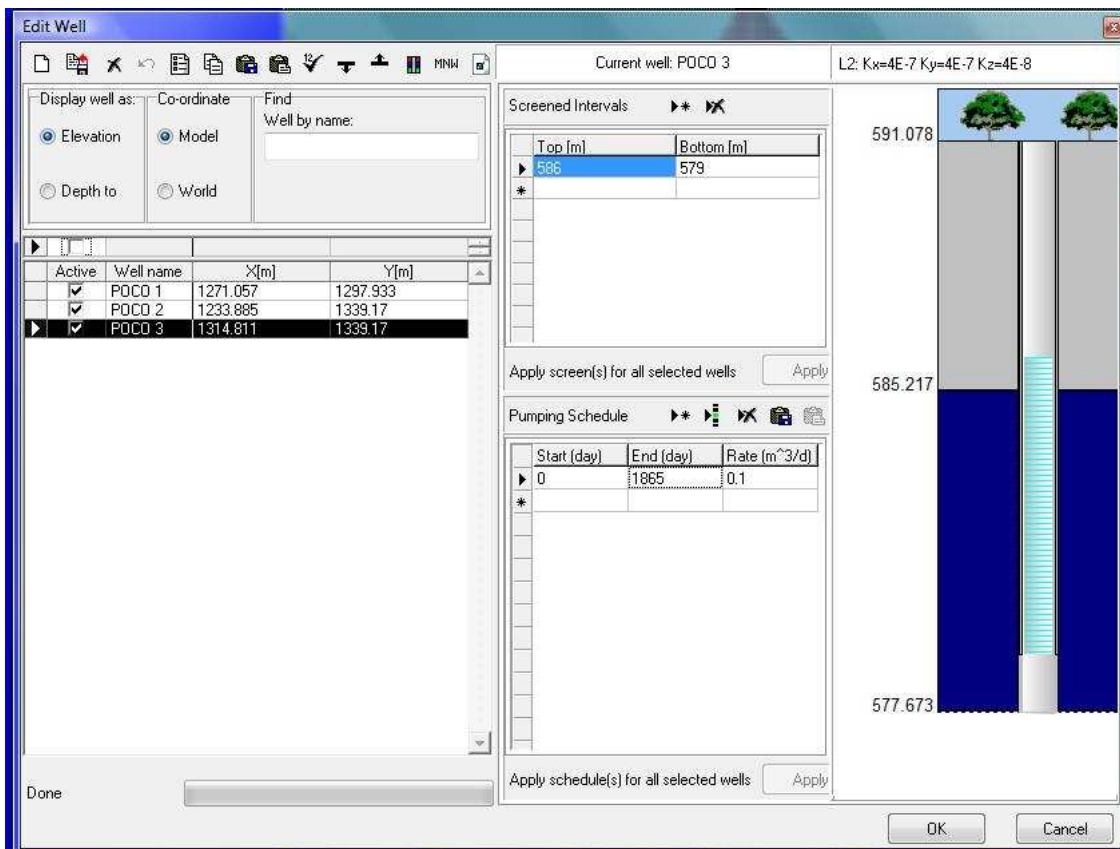 Edit Well
MNW
Current well: POCO 3
L2: Kx=4E-7 Ky=4E-7 Kz=4E-8
Display well as:
Elevation
Depth to
Co-ordinate
Model
World
Find
Well by name:
Active Well name X[m] Y[m]
POCO 1 1271.057 1297.933
POCO 2 1233.885 1339.17
POCO 3 1314.811 1339.17
Done
Screened Intervals
Top [m] Bottom [m]
586 579
Apply screen(s) for all selected wells Apply
Pumping Schedule
Start (day) End (day) Rate (m^3/d)
0 1865 0.1
Apply schedule(s) for all selected wells Apply
591.078
585.217
577.673
OK Cancel